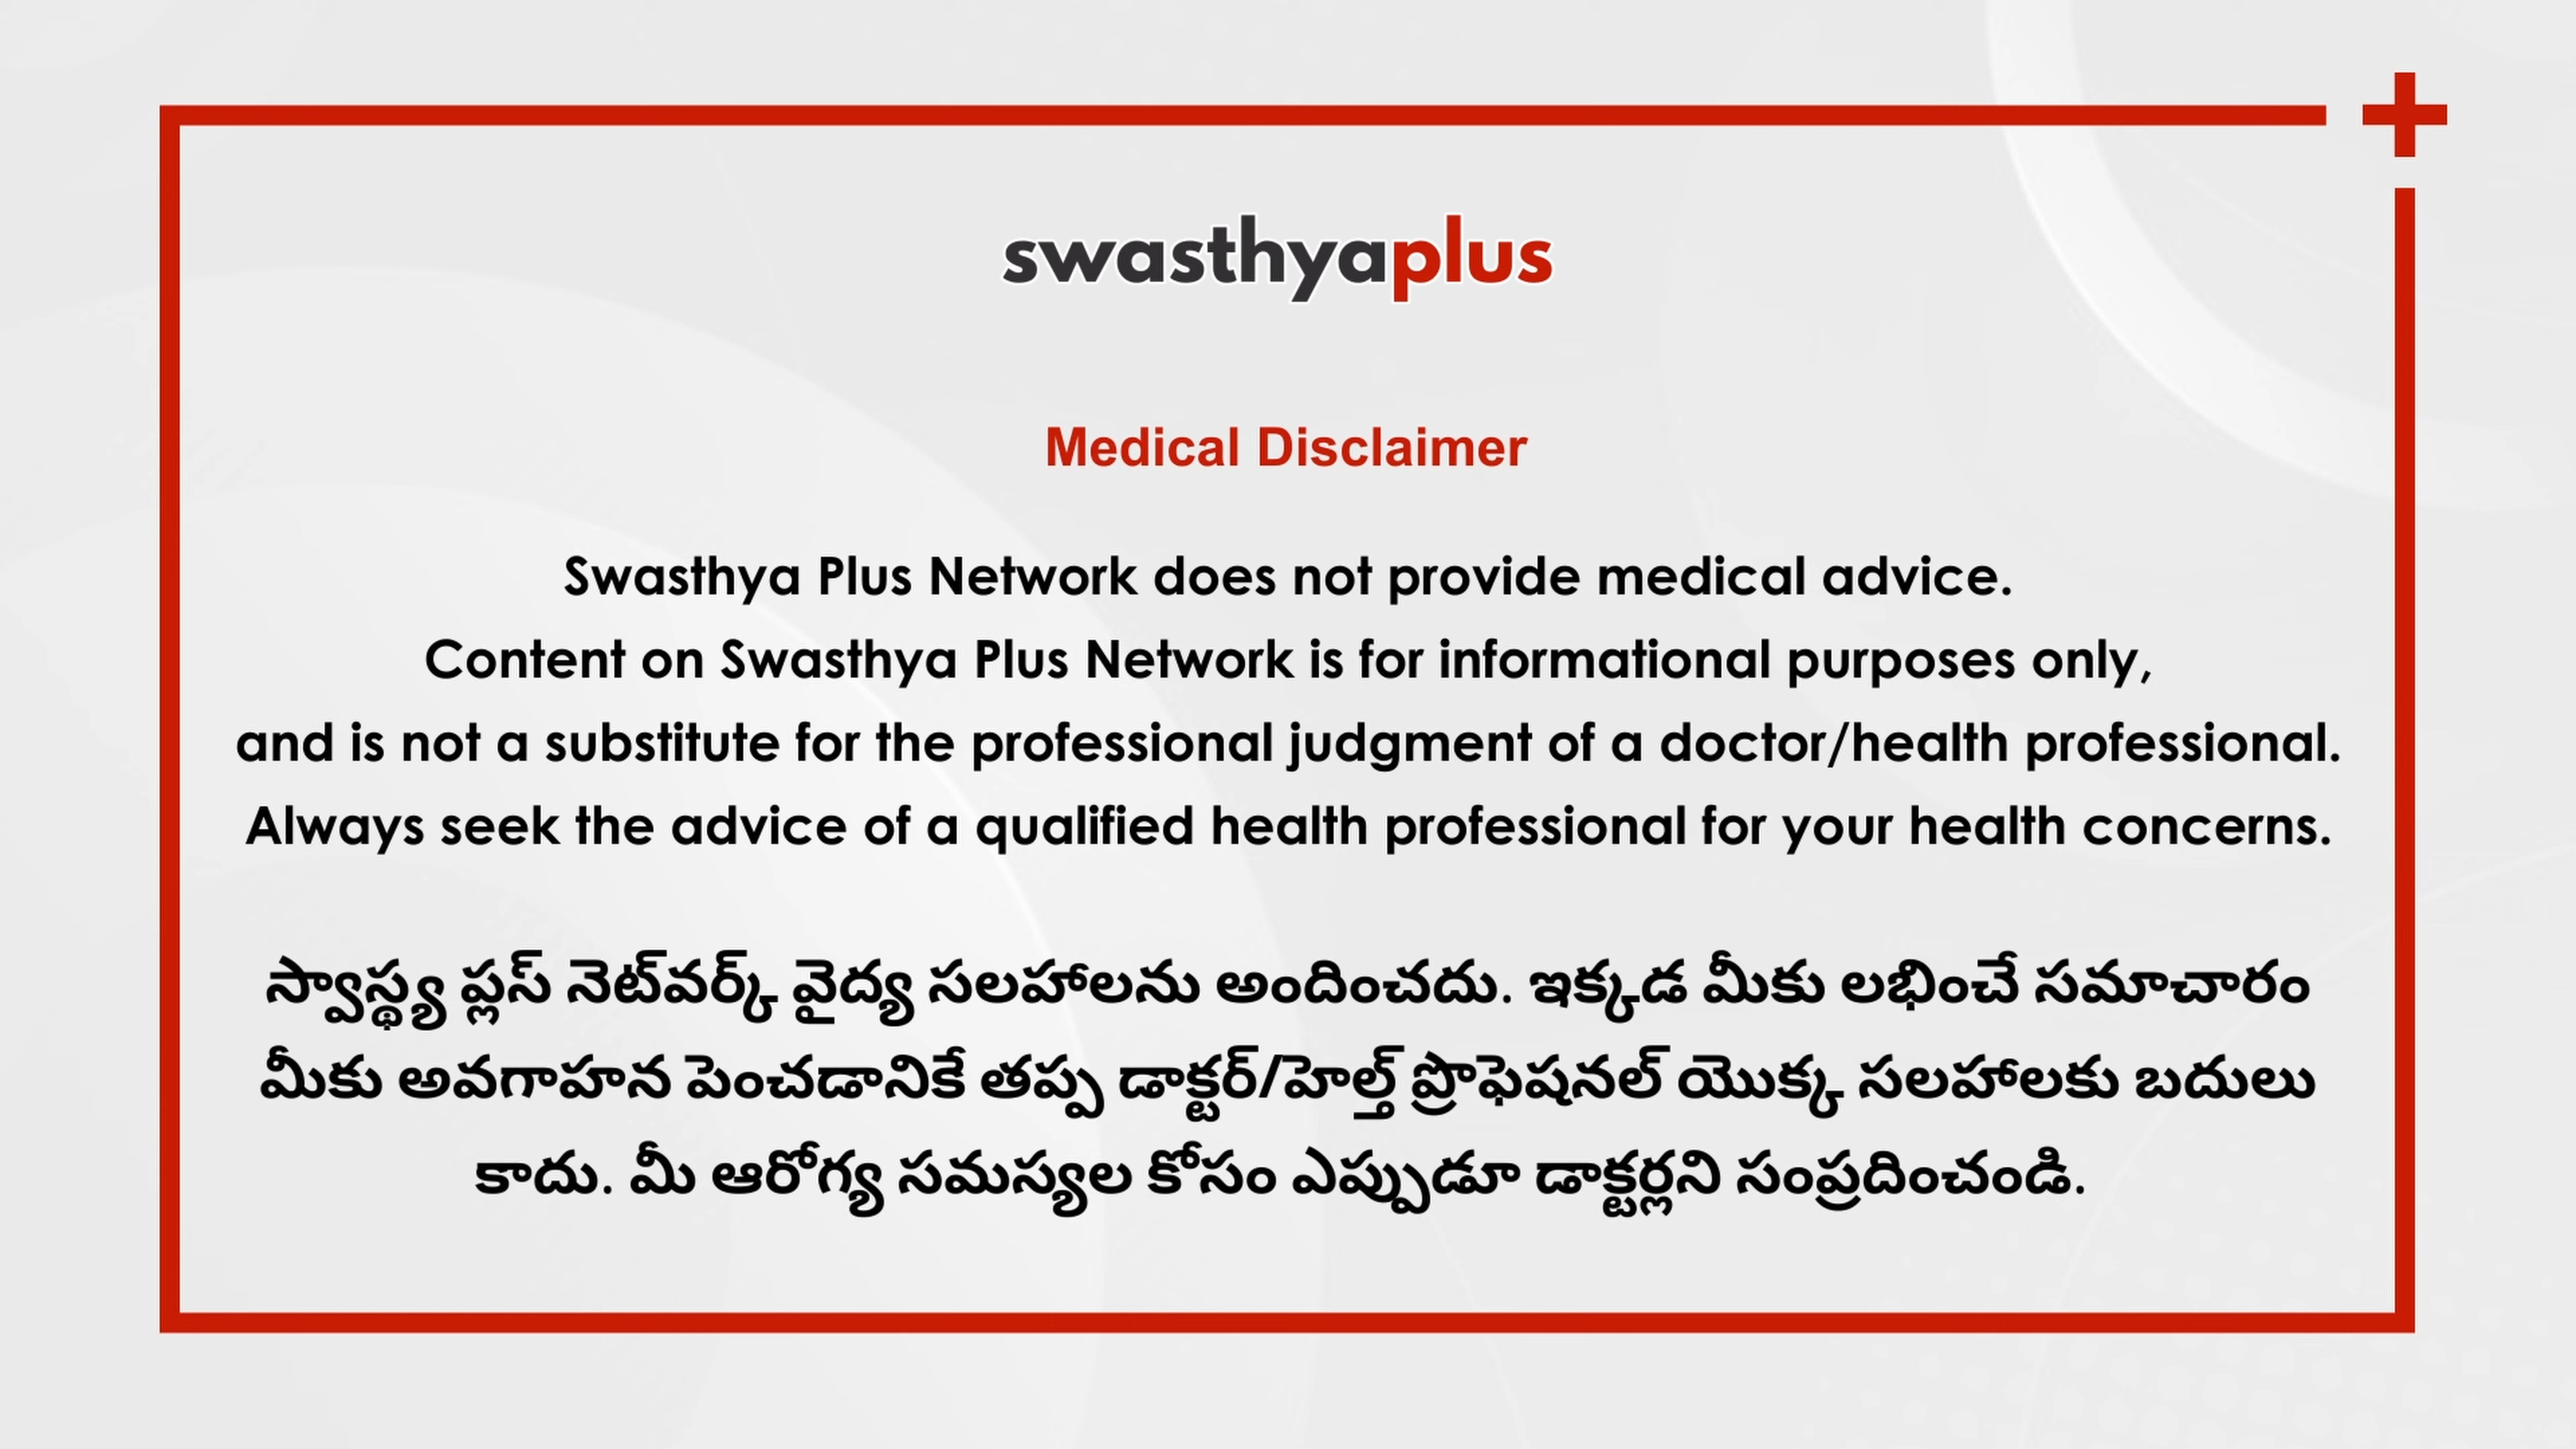 swasthyaplus
Medical Disclaimer
Swasthya Plus Network does not provide medical advice.
Content on Swasthya Plus Network is for informational purposes only,
and is not a substitute for the professional judgment of a doctor/health professional.
Always seek the advice of a qualified health professional for your health concerns.
స్వాస్థ్య ప్లస్ నెట్‌వర్క్ వైద్య సలహాలను అందించదు. ఇక్కడ మీకు లభించే సమాచారం
మీకు అవగాహన పెంచడానికే తప్ప డాక్టర్/హెల్త్ ప్రొఫెషనల్ యొక్క సలహాలకు బదులు
కాదు. మీ ఆరోగ్య సమస్యల కోసం ఎప్పుడూ డాక్టర్లని సంప్రదించండి.